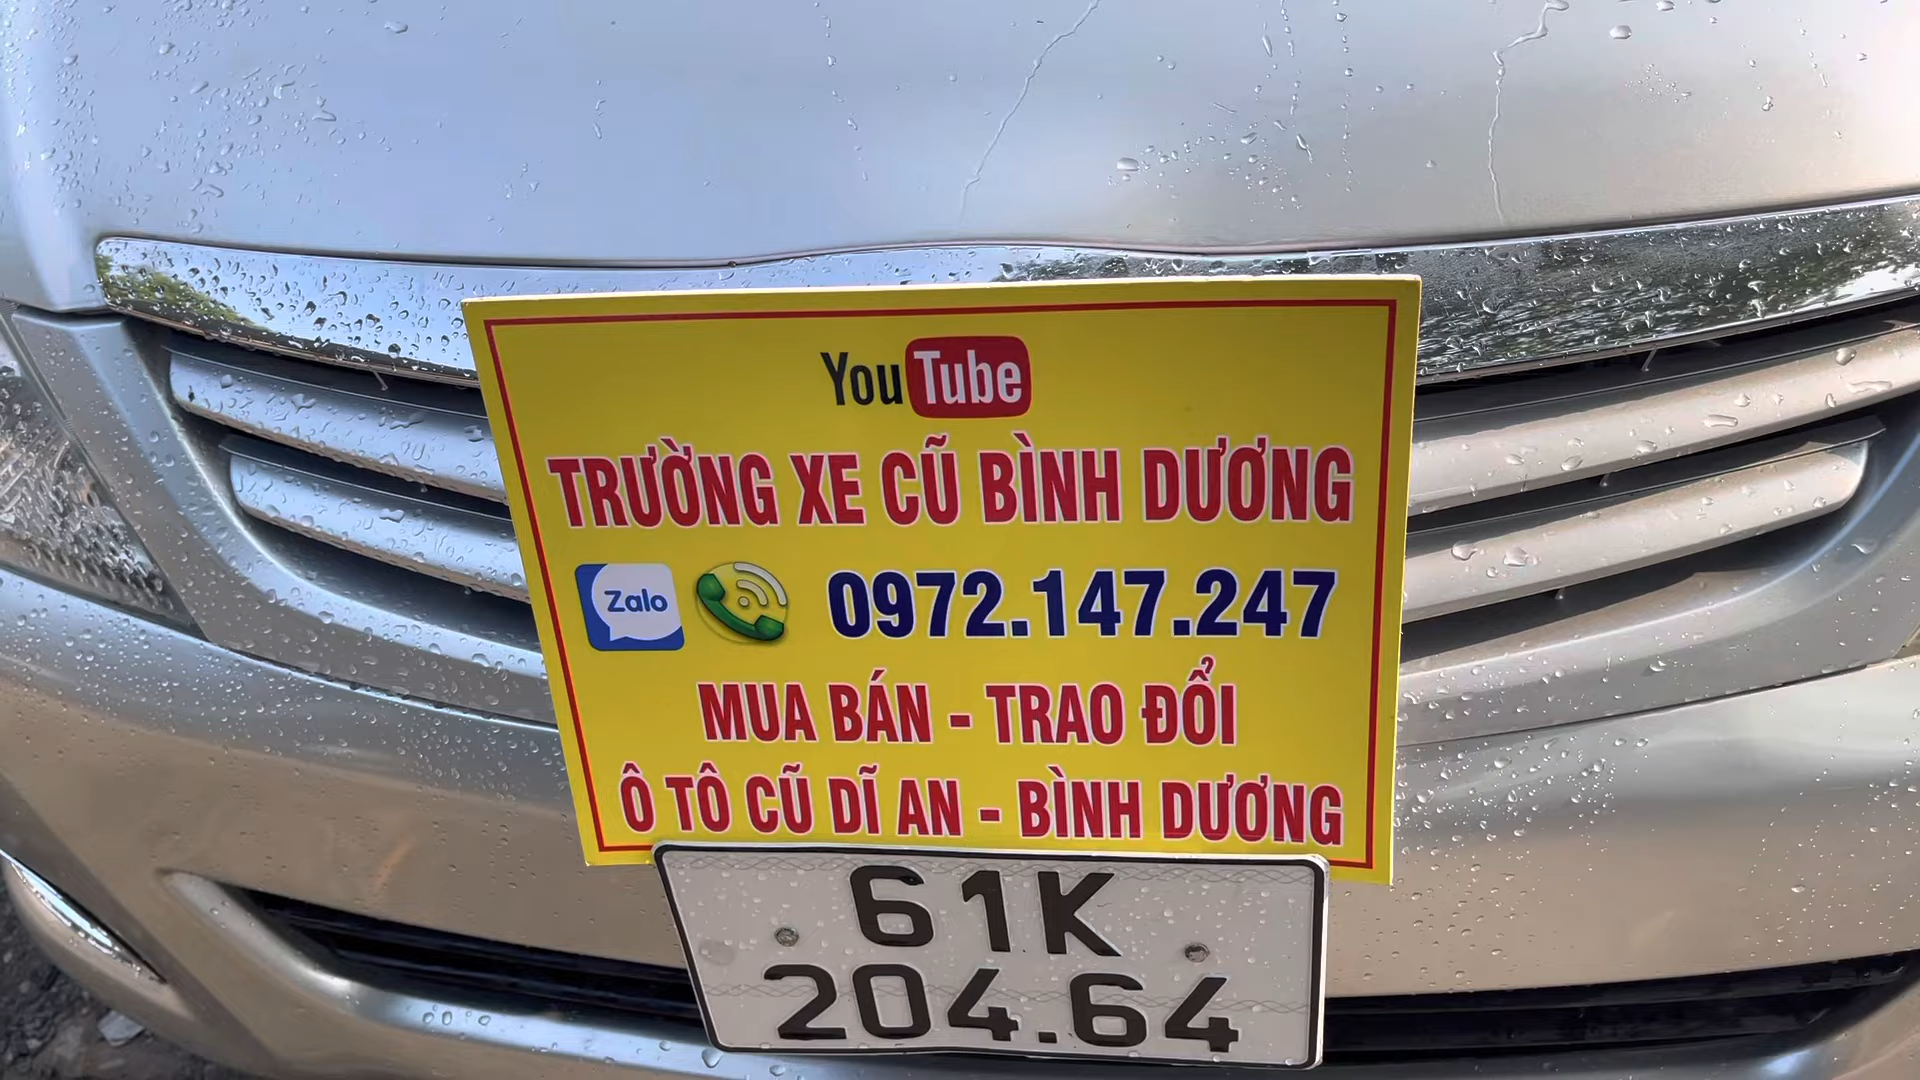 YouTube
TRƯỜNG XE CŨ BÌNH DƯƠNG
Zalo 0972.147.247
MUA BÁN - TRAO ĐỔI
Ô TÔ CŨ DĨ AN - BÌNH DƯƠNG
61K
204.64